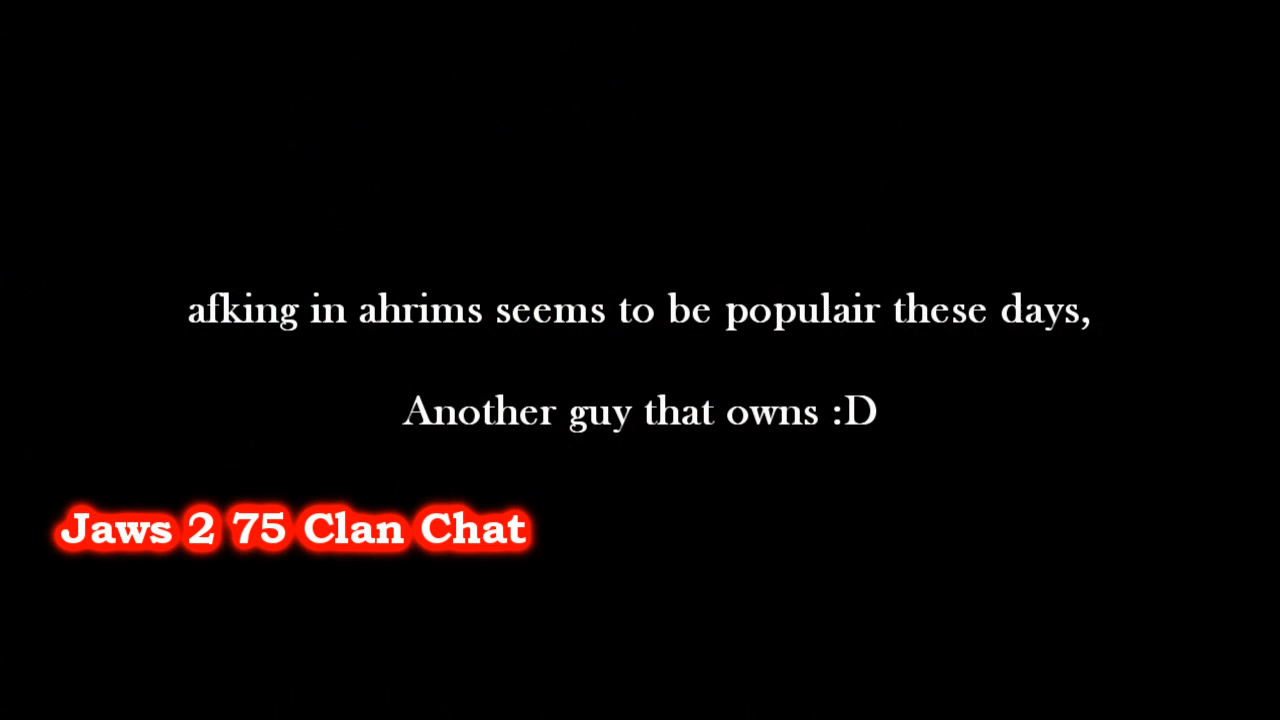 afking in ahrims seems to be populair these days,
Another guy that owns :D
Jaws 2 75 Clan Chat